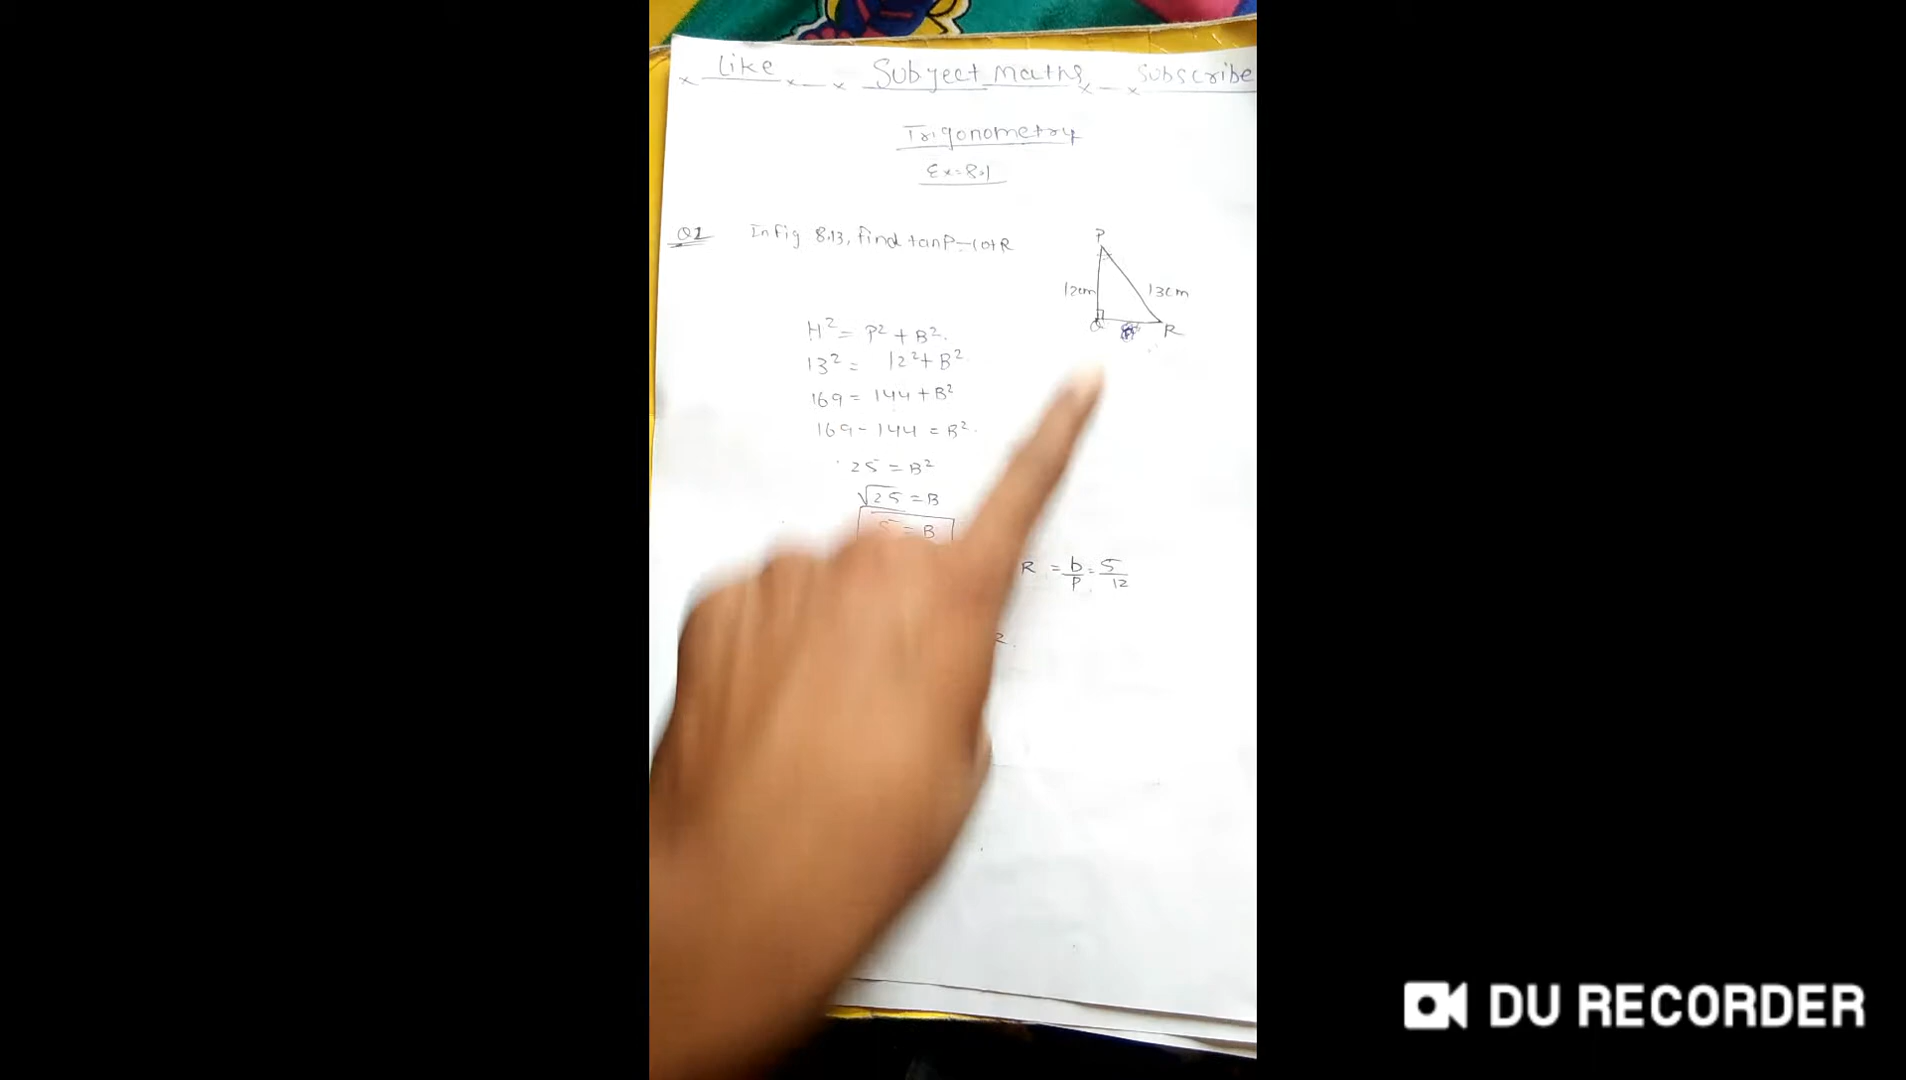 Like Subject Maths Subscribe
Trigonometry
Ex=8.1
Q1 In fig 8.13, find tanP-cotR
P
12cm 13cm
Q R
H² = P² + B².
13² = 12² + B²
169 = 144 + B²
169 - 144 = B².
25 = B²
√25 = B
5 = B
R = b/P = 5/12
2.
DU RECORDER